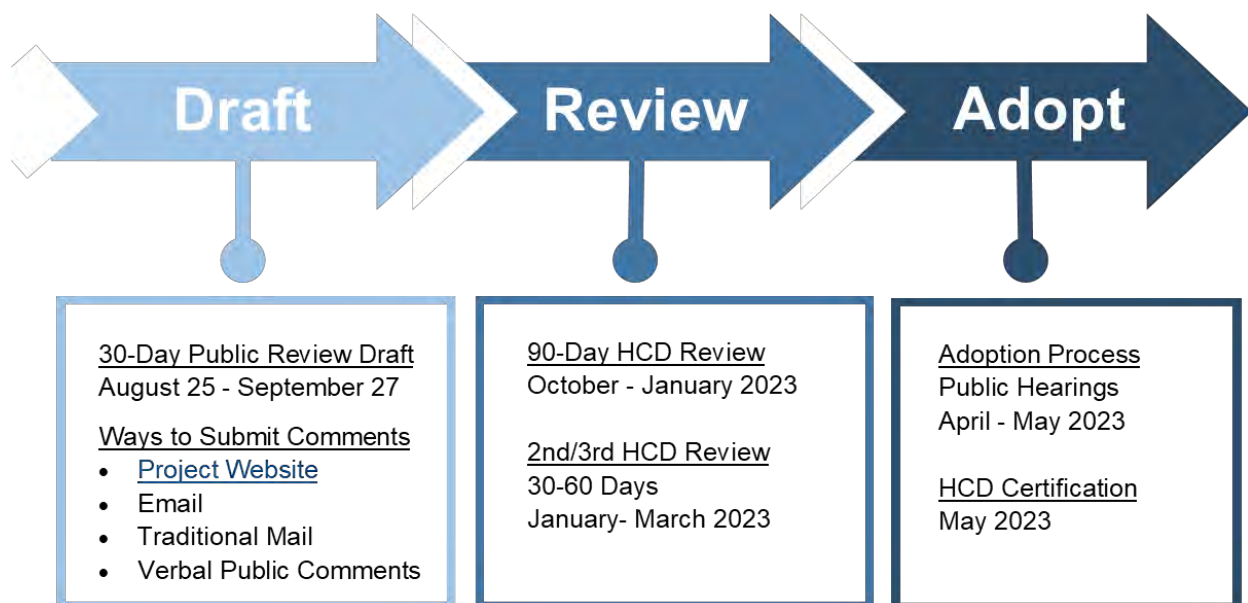 Draft
Review
Adopt
30-Day Public Review Draft
August 25 - September 27
Ways to Submit Comments
• Project Website
• Email
• Traditional Mail
• Verbal Public Comments
90-Day HCD Review
October - January 2023
2nd/3rd HCD Review
30-60 Days
January- March 2023
Adoption Process
Public Hearings
April - May 2023
HCD Certification
May 2023